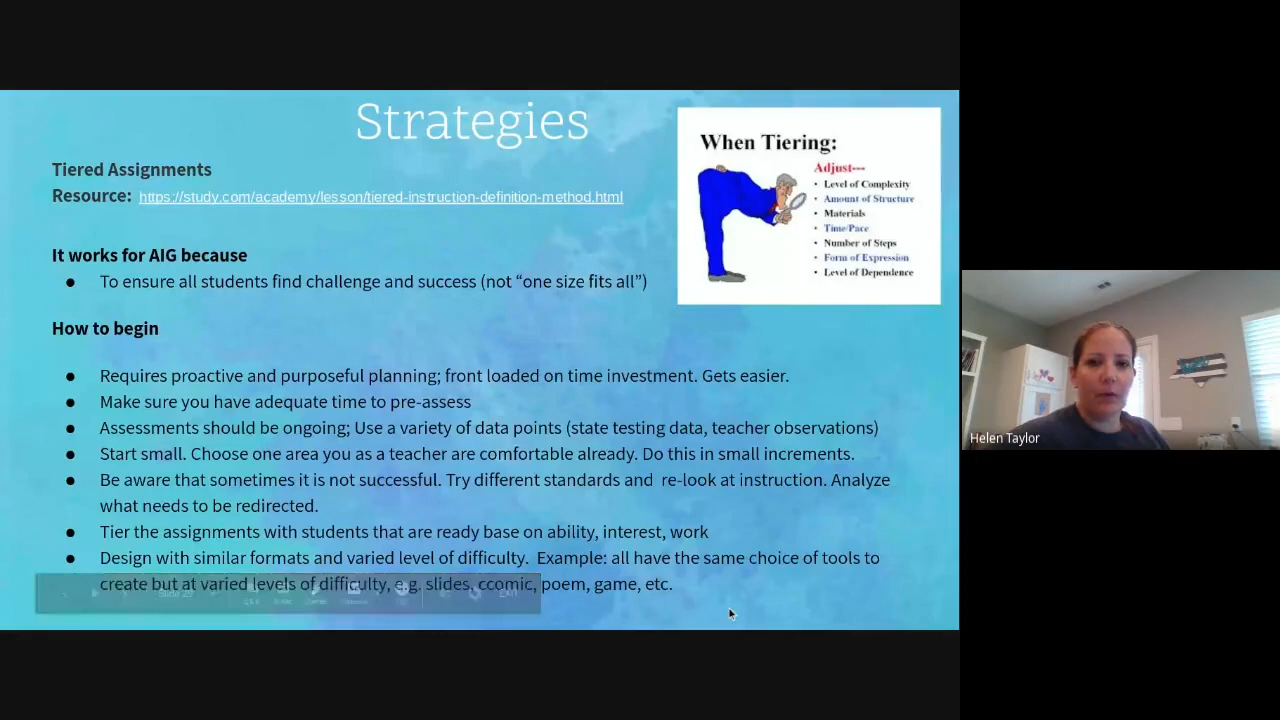 Strategies
Tiered Assignments
Resource: https://study.com/academy/lesson/tiered-instruction-definition-method.html
It works for AIG because
● To ensure all students find challenge and success (not “one size fits all”)
How to begin
● Requires proactive and purposeful planning; front loaded on time investment. Gets easier.
● Make sure you have adequate time to pre-assess
● Assessments should be ongoing; Use a variety of data points (state testing data, teacher observations)
● Start small. Choose one area you as a teacher are comfortable already. Do this in small increments.
● Be aware that sometimes it is not successful. Try different standards and re-look at instruction. Analyze
what needs to be redirected.
● Tier the assignments with students that are ready base on ability, interest, work
● Design with similar formats and varied level of difficulty. Example: all have the same choice of tools to
create but at varied levels of difficulty, e.g. slides, ccomic, poem, game, etc.
When Tiering:
Adjust---
• Level of Complexity
• Amount of Structure
• Materials
• Time/Pace
• Number of Steps
• Form of Expression
• Level of Dependence
Helen Taylor